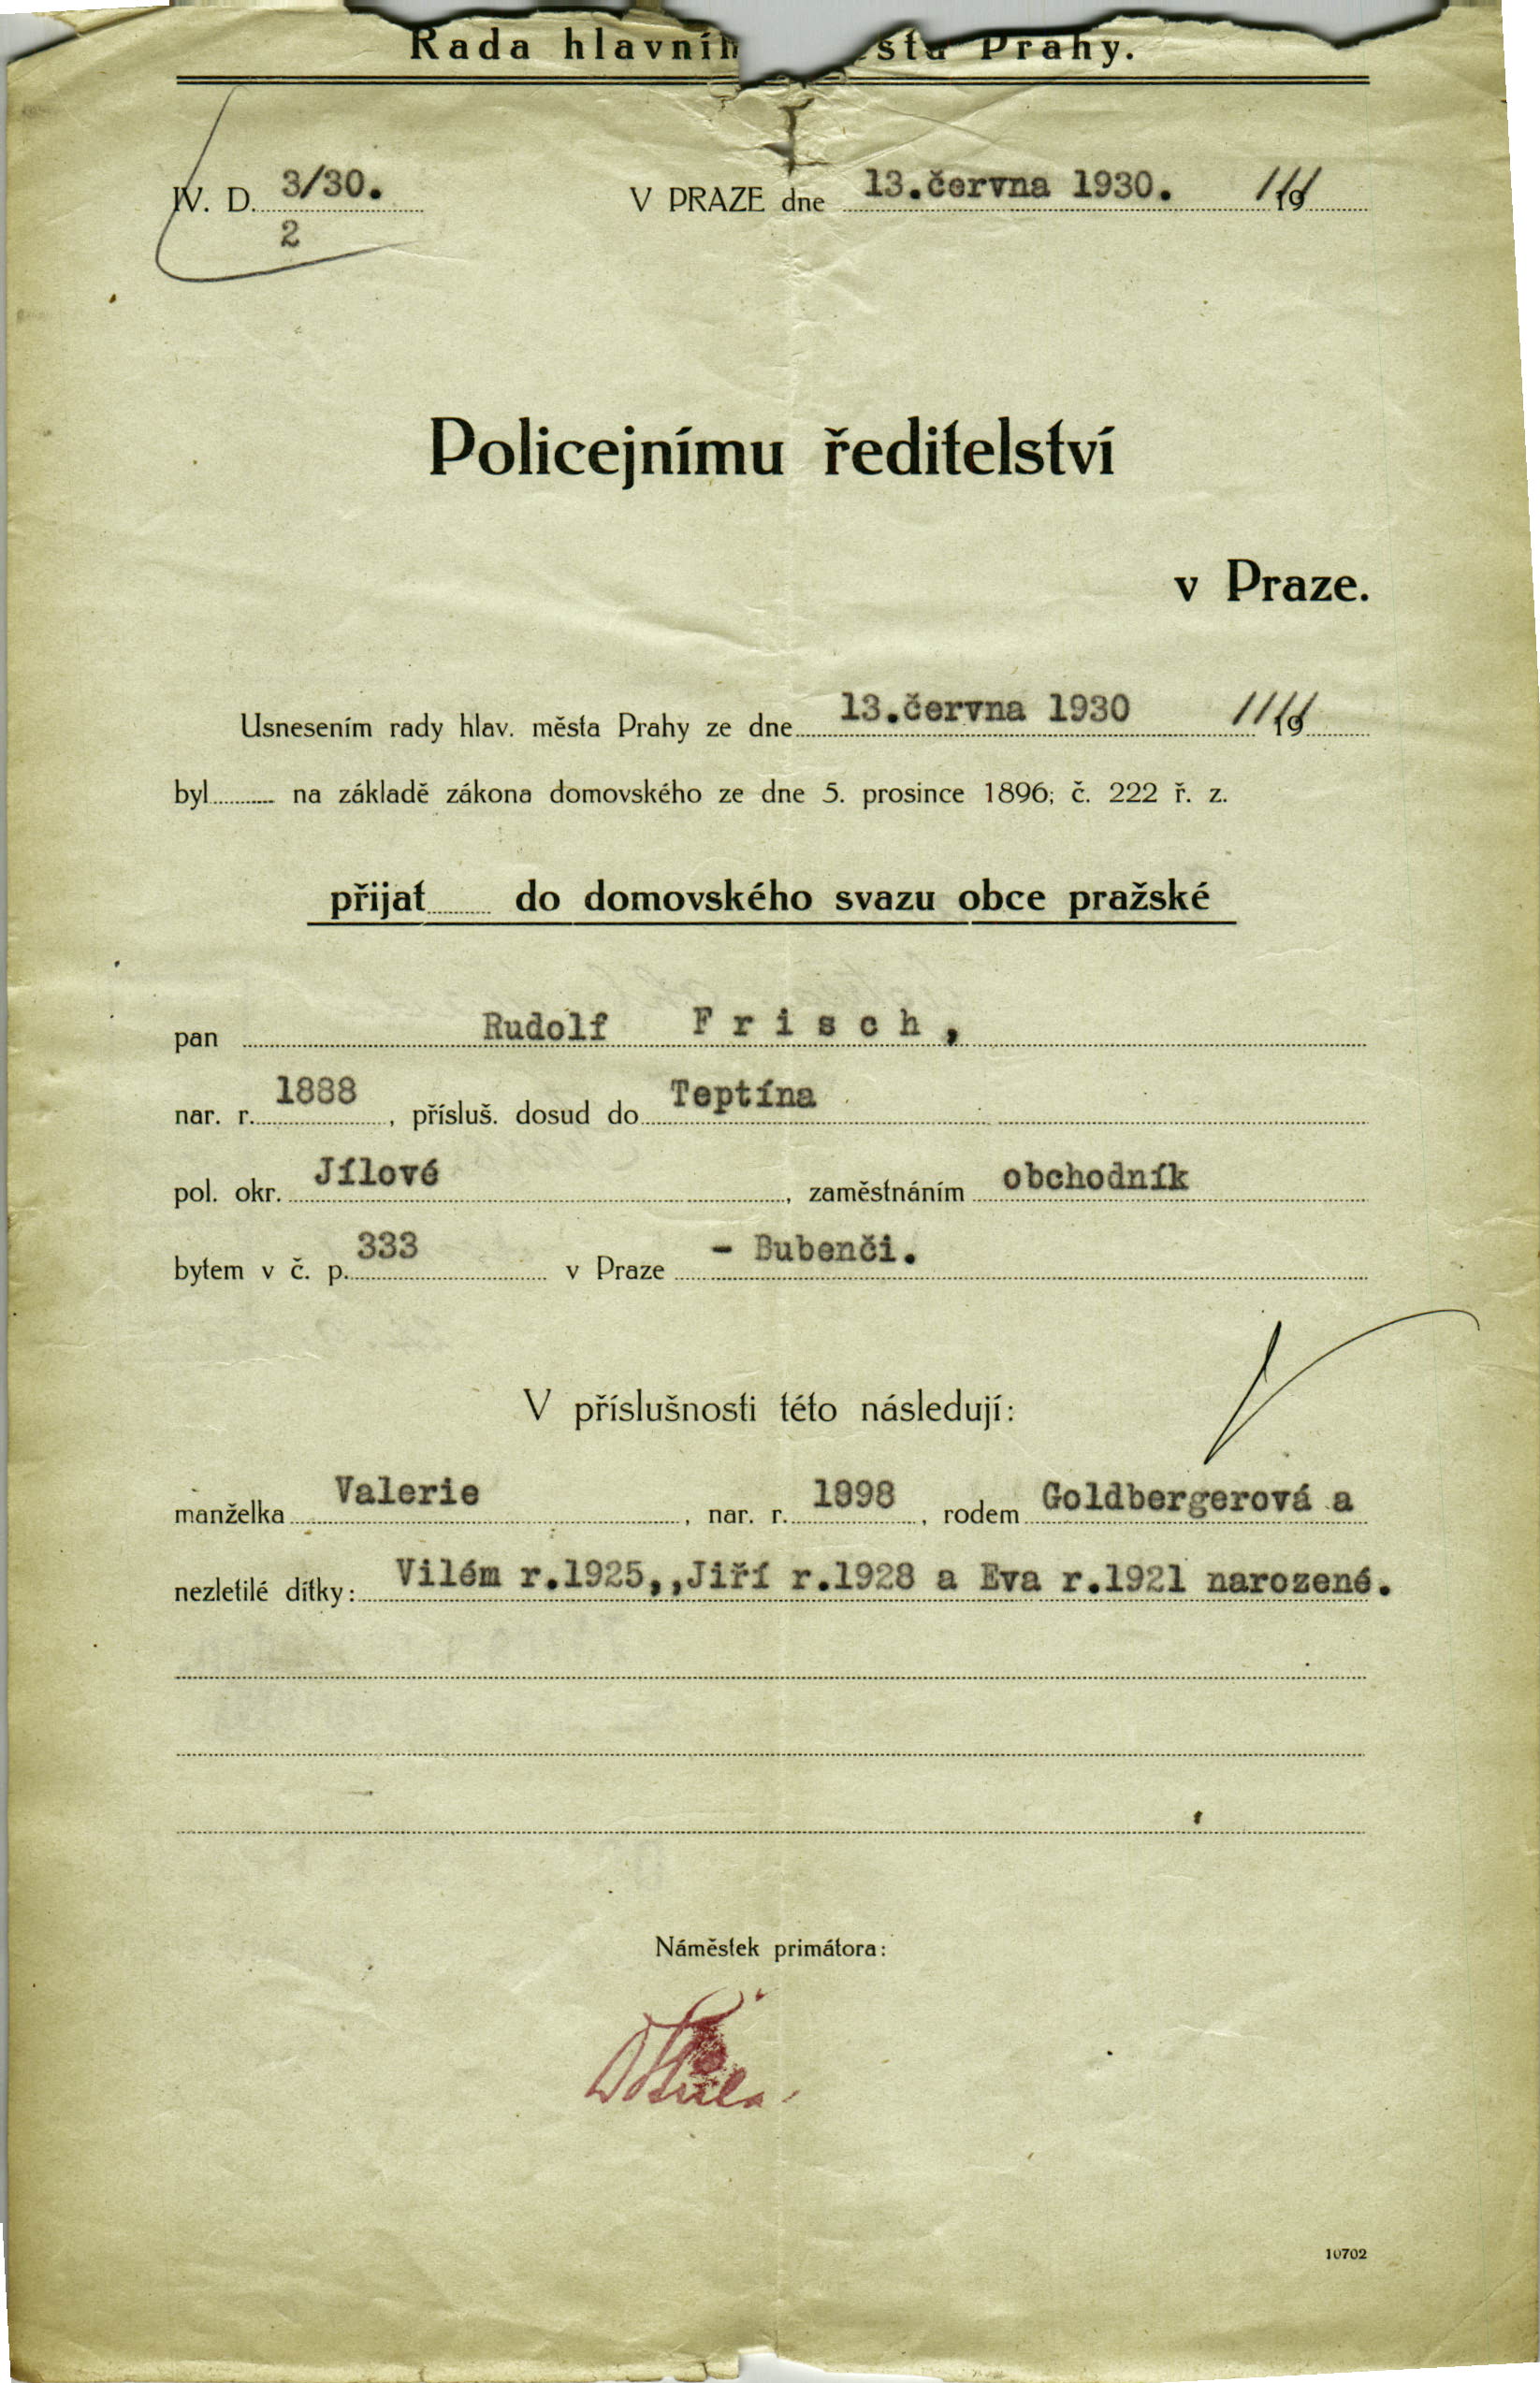 Rada hlavníh sta Prahy.
IV. D. 3/30. V PRAZE dne 13.června 1930. 19
2
Policejnímu ředitelství
v Praze.
Usnesením rady hlav. města Prahy ze dne 13.června 1930 19
byl na základě zákona domovského ze dne 5. prosince 1896; č. 222 ř. z.
přijat do domovského svazu obce pražské
pan Rudolf Frisch,
nar. r. 1888, přísluš. dosud do Teptína
pol. okr. Jílové, zaměstnáním obchodník
bytem v č. p. 333 v Praze - Bubenči.
V příslušnosti této následují:
manželka Valerie, nar. r. 1898, rodem Goldbergerová a
nezletilé dítky: Vilém r.1925,,Jiří r.1928 a Eva r.1921 narozené.
Náměstek primátora:
10702